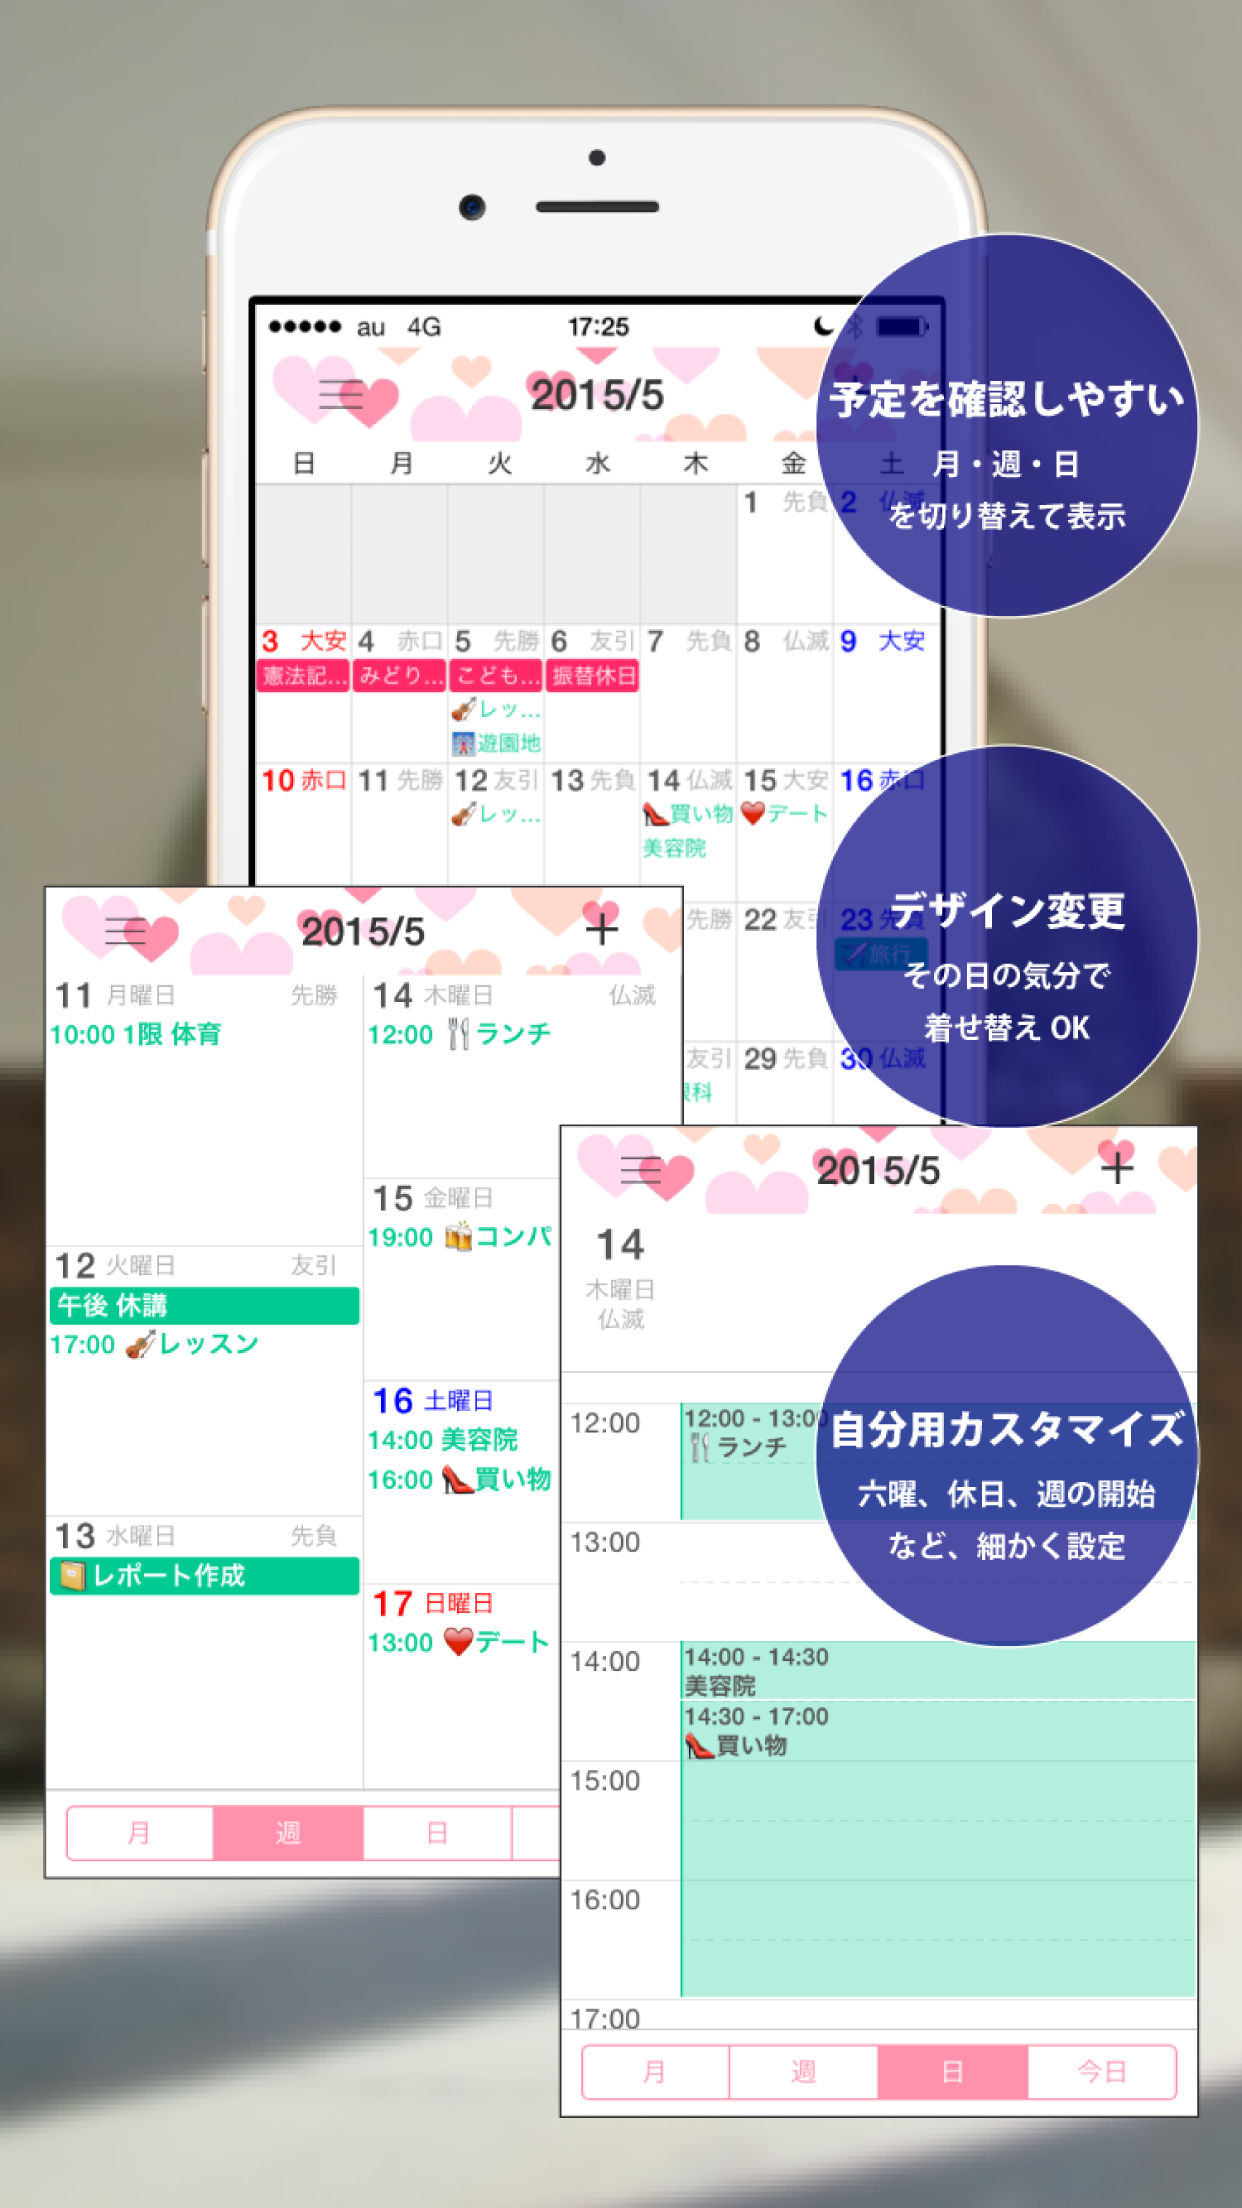 au 4G 17:25
2015/5
日 月 火 水 木 金 土
1 先負 2 仏滅
3 大安 4 赤口 5 先勝 6 友引 7 先負 8 仏滅 9 大安
憲法記... みどり... こども... 振替休日
レッ...
遊園地
10 赤口 11 先勝 12 友引 13 先負 14 仏滅 15 大安 16 赤口
レッ... 買い物 デート
美容院
先勝 22 友引 23 先負
旅行
友引 29 先負 30 仏滅
眼科
予定を確認しやすい
月・週・日
を切り替えて表示
デザイン変更
その日の気分で
着せ替え OK
2015/5 +
11 月曜日 先勝
10:00 1限 体育
12 火曜日 友引
午後 休講
17:00 レッスン
13 水曜日 先負
レポート作成
14 木曜日 仏滅
12:00 ランチ
15 金曜日
19:00 コンパ
16 土曜日
14:00 美容院
16:00 買い物
17 日曜日
13:00 デート
月 週 日
2015/5 +
14
木曜日
仏滅
自分用カスタマイズ
六曜、休日、週の開始
など、細かく設定
12:00
12:00 - 13:00
ランチ
13:00
14:00
14:00 - 14:30
美容院
14:30 - 17:00
買い物
15:00
16:00
17:00
月 週 日 今日